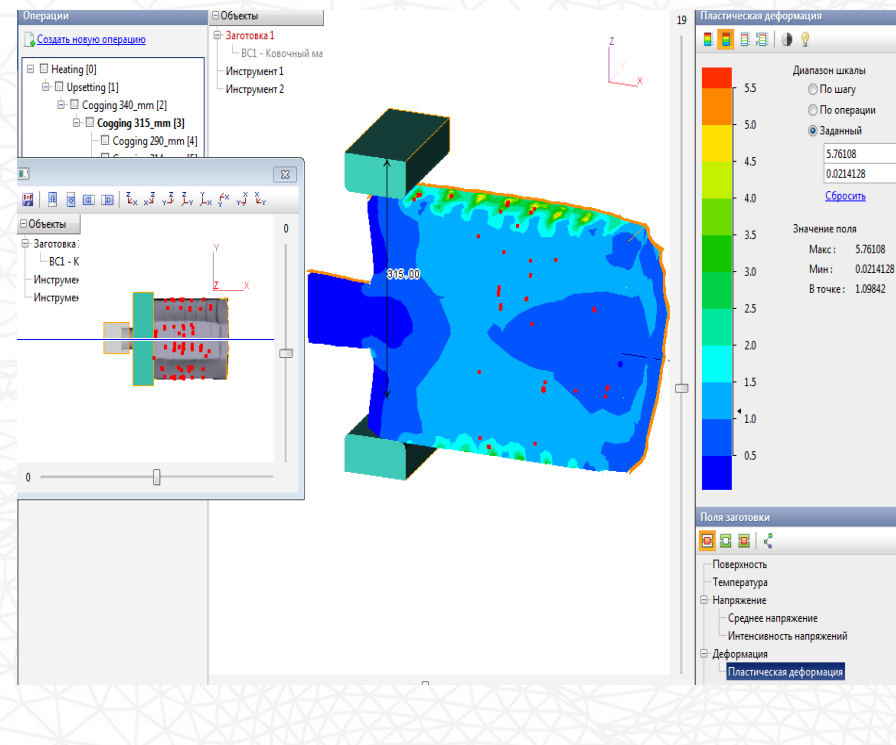 Операции
Создать новую операцию
Heating [0]
Upsetting [1]
Cogging 340_mm [2]
Cogging 315_mm [3]
Cogging 290_mm [4]
Объекты
Заготовка 1
BC1 - Ковочный ма
Инструмент 1
Инструмент 2
Объекты
Заготовка
BC1 - К
Инструмен
Инструмен
0
Y
Z
X
0
Z
Y
X
315.00
19
Пластическая деформация
5.5
5.0
4.5
4.0
3.5
3.0
2.5
2.0
1.5
1.0
0.5
Диапазон шкалы
По шагу
По операции
Заданный
5.76108
0.0214128
Сбросить
Значение поля
Макс: 5.76108
Мин: 0.0214128
В точке: 1.09842
Поля заготовки
Поверхность
Температура
Напряжение
Среднее напряжение
Интенсивность напряжений
Деформация
Пластическая деформация